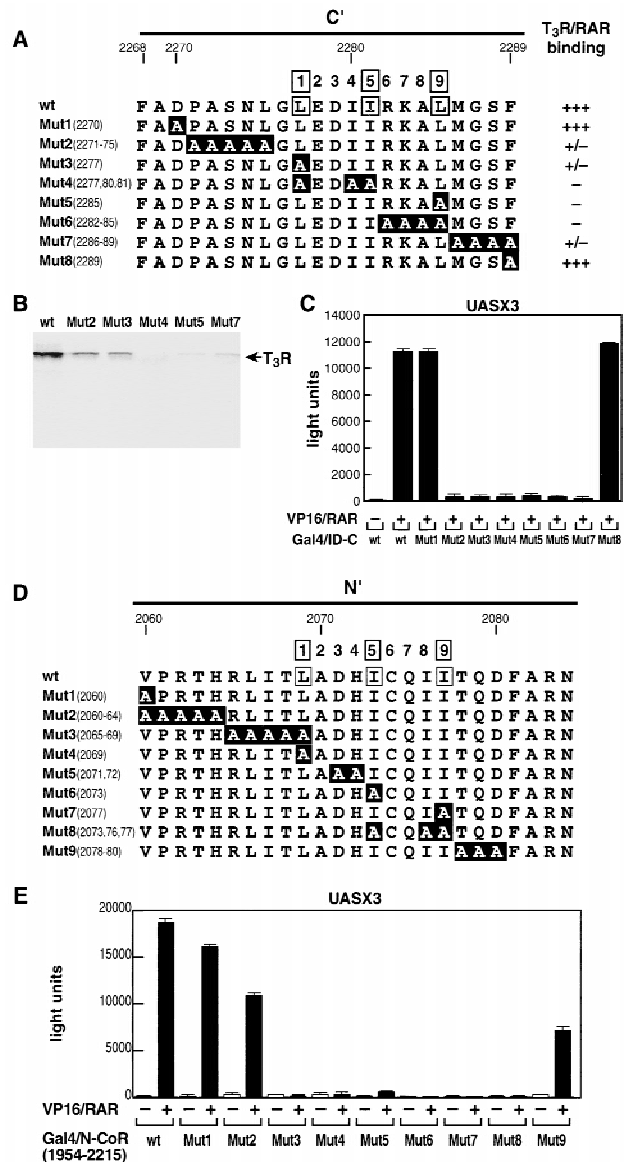 A
C'
T3R/RAR
binding
2268 2270 2280 2289
1 2 3 4 5 6 7 8 9
wt F A D P A S N L G L E D I I R K A L M G S F +++
Mut1(2270) F A A P A S N L G L E D I I R K A L M G S F +++
Mut2(2271-75) F A D A A A A A G L E D I I R K A L M G S F +/−
Mut3(2277) F A D P A S N L G A E D I I R K A L M G S F +/−
Mut4(2277,80,81) F A D P A S N L G A E D A A R K A L M G S F −
Mut5(2285) F A D P A S N L G L E D I I R K A A M G S F −
Mut6(2282-85) F A D P A S N L G L E D I I A A A A M G S F −
Mut7(2286-89) F A D P A S N L G L E D I I R K A L A A A A +/−
Mut8(2289) F A D P A S N L G L E D I I R K A L M G S A +++
B
wt Mut2 Mut3 Mut4 Mut5 Mut7
T3R
C
UASX3
light units
14000
12000
10000
8000
6000
4000
2000
0
VP16/RAR − + + + + + + + + +
Gal4/ID-C wt wt Mut1 Mut2 Mut3 Mut4 Mut5 Mut6 Mut7 Mut8
D
N'
2060 2070 2080
1 2 3 4 5 6 7 8 9
wt V P R T H R L I T L A D H I C Q I I T Q D F A R N
Mut1(2060) A P R T H R L I T L A D H I C Q I I T Q D F A R N
Mut2(2060-64) A A A A A R L I T L A D H I C Q I I T Q D F A R N
Mut3(2065-69) V P R T H A A A A A A D H I C Q I I T Q D F A R N
Mut4(2069) V P R T H R L I T A A D H I C Q I I T Q D F A R N
Mut5(2071,72) V P R T H R L I T L A A A I C Q I I T Q D F A R N
Mut6(2073) V P R T H R L I T L A D H A C Q I I T Q D F A R N
Mut7(2077) V P R T H R L I T L A D H I C Q I A T Q D F A R N
Mut8(2073,76,77) V P R T H R L I T L A D H A C Q A A T Q D F A R N
Mut9(2078-80) V P R T H R L I T L A D H I C Q I I A A A F A R N
E
UASX3
light units
20000
15000
10000
5000
0
VP16/RAR − + − + − + − + − + − + − + − + − + − +
Gal4/N-CoR wt Mut1 Mut2 Mut3 Mut4 Mut5 Mut6 Mut7 Mut8 Mut9
(1954-2215)